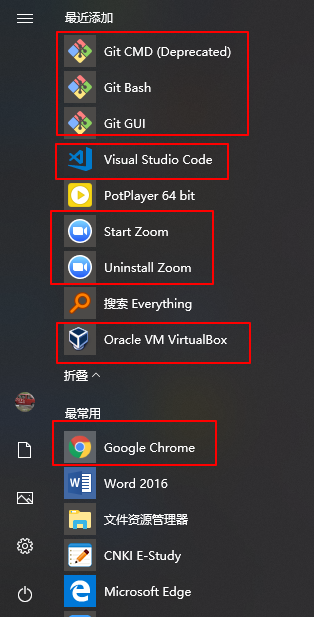 最近添加
Git CMD (Deprecated)
Git Bash
Git GUI
Visual Studio Code
PotPlayer 64 bit
Start Zoom
Uninstall Zoom
搜索 Everything
Oracle VM VirtualBox
折叠
最常用
Google Chrome
Word 2016
文件资源管理器
CNKI E-Study
Microsoft Edge